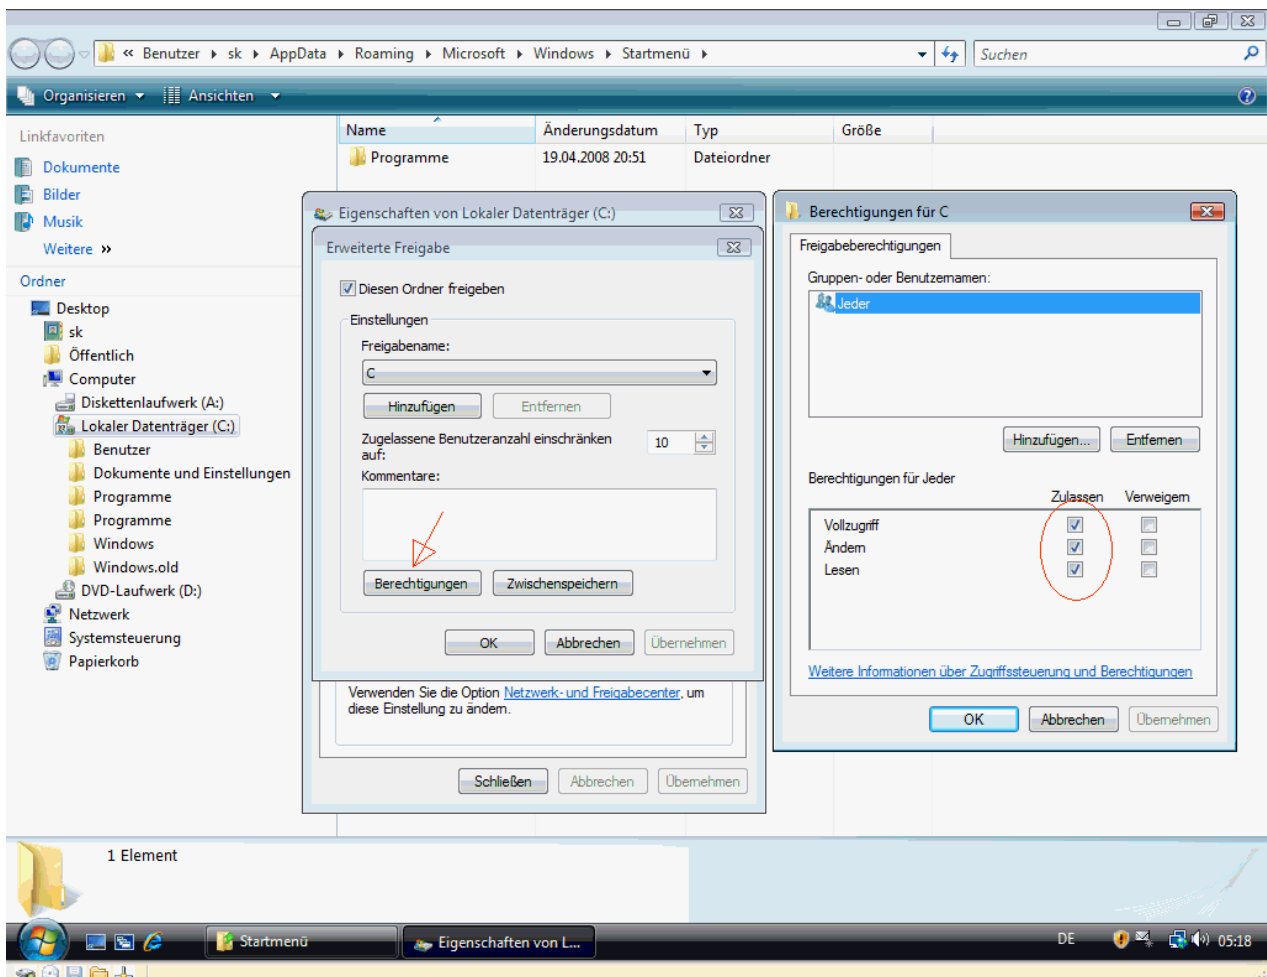 « Benutzer ▸ sk ▸ AppData ▸ Roaming ▸ Microsoft ▸ Windows ▸ Startmenü ▸
Suchen
Organisieren
Ansichten
Linkfavoriten
Dokumente
Bilder
Musik
Weitere »
Ordner
Desktop
sk
Öffentlich
Computer
Diskettenlaufwerk (A:)
Lokaler Datenträger (C:)
Benutzer
Dokumente und Einstellungen
Programme
Programme
Windows
Windows.old
DVD-Laufwerk (D:)
Netzwerk
Systemsteuerung
Papierkorb
Name Änderungsdatum Typ Größe
Programme 19.04.2008 20:51 Dateiordner
Eigenschaften von Lokaler Datenträger (C:)
Erweiterte Freigabe
Diesen Ordner freigeben
Einstellungen
Freigabename:
C
Hinzufügen Entfernen
Zugelassene Benutzeranzahl einschränken
auf:
10
Kommentare:
Berechtigungen Zwischenspeichern
OK Abbrechen Übernehmen
Verwenden Sie die Option Netzwerk- und Freigabecenter, um
diese Einstellung zu ändern.
Schließen Abbrechen Übernehmen
Berechtigungen für C
Freigabeberechtigungen
Gruppen- oder Benutzernamen:
Jeder
Hinzufügen... Entfernen
Berechtigungen für Jeder
Zulassen Verweigern
Vollzugriff
Ändern
Lesen
Weitere Informationen über Zugriffssteuerung und Berechtigungen
OK Abbrechen Übernehmen
1 Element
Startmenü
Eigenschaften von L...
DE
05:18